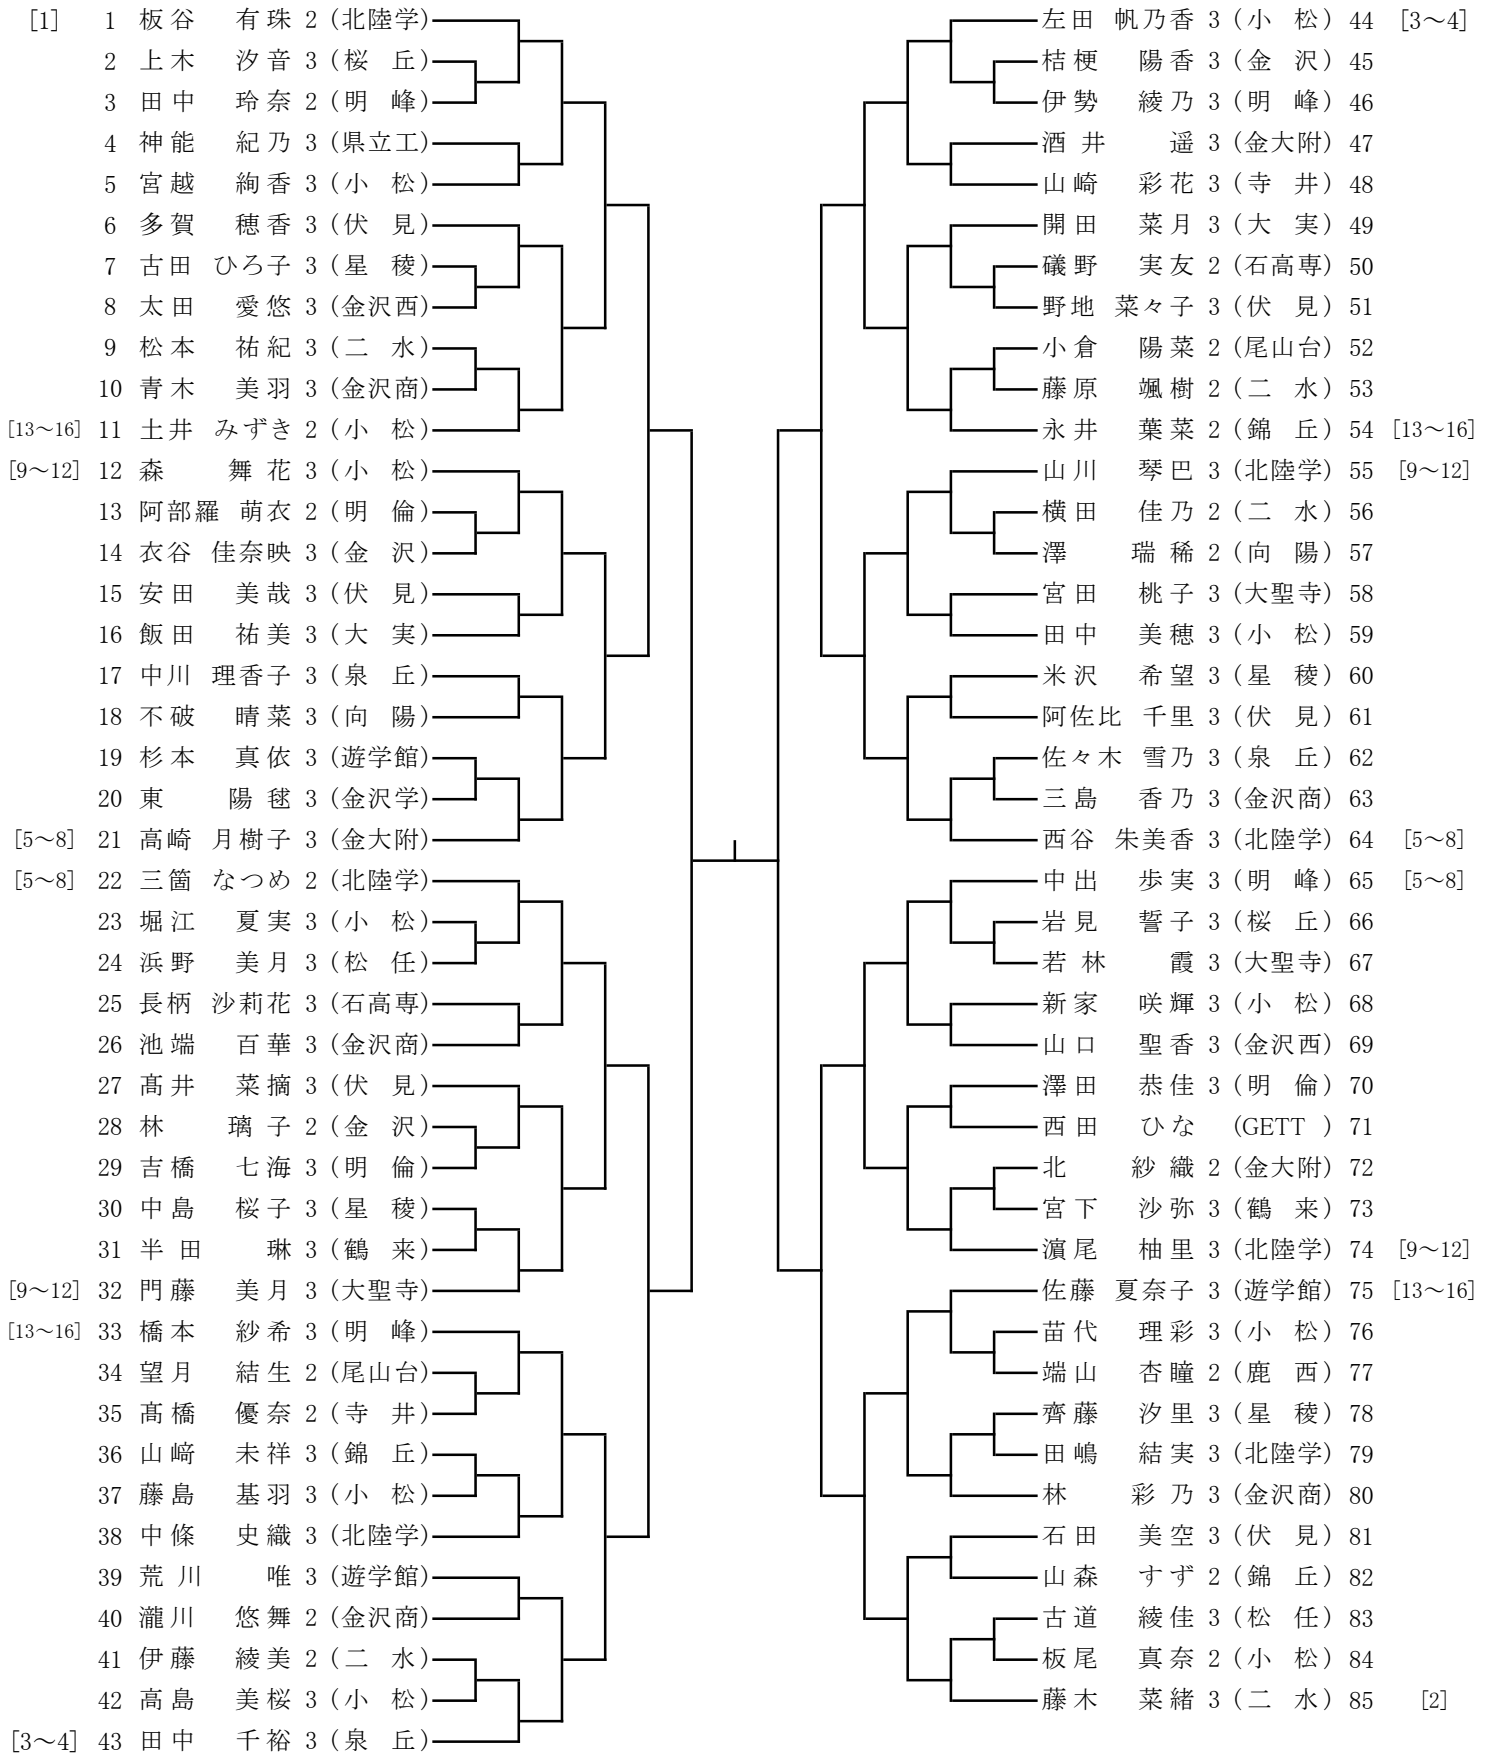 [1] 1 板谷 有珠 2 (北陸学)
2 上木 汐音 3 (桜 丘)
3 田中 玲奈 2 (明 峰)
4 神能 紀乃 3 (県立工)
5 宮越 絢香 3 (小 松)
6 多賀 穂香 3 (伏 見)
7 古田 ひろ子 3 (星 稜)
8 太田 愛悠 3 (金沢西)
9 松本 祐紀 3 (二 水)
10 青木 美羽 3 (金沢商)
[13～16] 11 土井 みずき 2 (小 松)
[9～12] 12 森 舞花 3 (小 松)
13 阿部羅 萌衣 2 (明 倫)
14 衣谷 佳奈映 3 (金 沢)
15 安田 美哉 3 (伏 見)
16 飯田 祐美 3 (大 実)
17 中川 理香子 3 (泉 丘)
18 不破 晴菜 3 (向 陽)
19 杉本 真依 3 (遊学館)
20 東 陽毬 3 (金沢学)
[5～8] 21 高崎 月樹子 3 (金大附)
[5～8] 22 三箇 なつめ 2 (北陸学)
23 堀江 夏実 3 (小 松)
24 浜野 美月 3 (松 任)
25 長柄 沙莉花 3 (石高専)
26 池端 百華 3 (金沢商)
27 髙井 菜摘 3 (伏 見)
28 林 璃子 2 (金 沢)
29 吉橋 七海 3 (明 倫)
30 中島 桜子 3 (星 稜)
31 半田 琳 3 (鶴 来)
[9～12] 32 門藤 美月 3 (大聖寺)
[13～16] 33 橋本 紗希 3 (明 峰)
34 望月 結生 2 (尾山台)
35 髙橋 優奈 2 (寺 井)
36 山﨑 未祥 3 (錦 丘)
37 藤島 基羽 3 (小 松)
38 中條 史織 3 (北陸学)
39 荒川 唯 3 (遊学館)
40 瀧川 悠舞 2 (金沢商)
41 伊藤 綾美 2 (二 水)
42 高島 美桜 3 (小 松)
[3～4] 43 田中 千裕 3 (泉 丘)
左田 帆乃香 3 (小 松) 44 [3～4]
桔梗 陽香 3 (金 沢) 45
伊勢 綾乃 3 (明 峰) 46
酒井 遥 3 (金大附) 47
山崎 彩花 3 (寺 井) 48
開田 菜月 3 (大 実) 49
礒野 実友 2 (石高専) 50
野地 菜々子 3 (伏 見) 51
小倉 陽菜 2 (尾山台) 52
藤原 颯樹 2 (二 水) 53
永井 葉菜 2 (錦 丘) 54 [13～16]
山川 琴巴 3 (北陸学) 55 [9～12]
横田 佳乃 2 (二 水) 56
澤 瑞稀 2 (向 陽) 57
宮田 桃子 3 (大聖寺) 58
田中 美穂 3 (小 松) 59
米沢 希望 3 (星 稜) 60
阿佐比 千里 3 (伏 見) 61
佐々木 雪乃 3 (泉 丘) 62
三島 香乃 3 (金沢商) 63
西谷 朱美香 3 (北陸学) 64 [5～8]
中出 歩実 3 (明 峰) 65 [5～8]
岩見 誓子 3 (桜 丘) 66
若林 霞 3 (大聖寺) 67
新家 咲輝 3 (小 松) 68
山口 聖香 3 (金沢西) 69
澤田 恭佳 3 (明 倫) 70
西田 ひな (GETT ) 71
北 紗織 2 (金大附) 72
宮下 沙弥 3 (鶴 来) 73
濵尾 柚里 3 (北陸学) 74 [9～12]
佐藤 夏奈子 3 (遊学館) 75 [13～16]
苗代 理彩 3 (小 松) 76
端山 杏瞳 2 (鹿 西) 77
齊藤 汐里 3 (星 稜) 78
田嶋 結実 3 (北陸学) 79
林 彩乃 3 (金沢商) 80
石田 美空 3 (伏 見) 81
山森 すず 2 (錦 丘) 82
古道 綾佳 3 (松 任) 83
板尾 真奈 2 (小 松) 84
藤木 菜緒 3 (二 水) 85 [2]